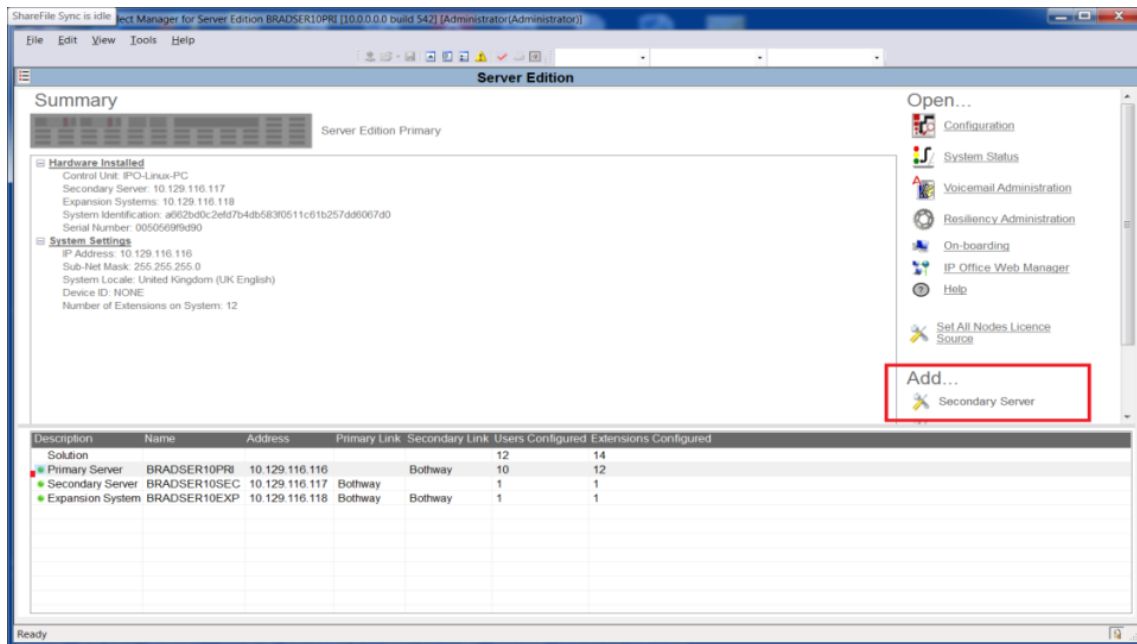 ShareFile Sync is idle
lect Manager for Server Edition BRADSER10PRI [10.0.0.0.0 build 542] [Administrator(Administrator)]
File Edit View Tools Help
Server Edition
Summary
Server Edition Primary
Hardware Installed
Control Unit: IPO-Linux-PC
Secondary Server: 10.129.116.117
Expansion Systems: 10.129.116.118
System Identification: a662bd0c2efd7b4db583f0511c61b257dd6067d0
Serial Number: 0050569f9d90
System Settings
IP Address: 10.129.116.116
Sub-Net Mask: 255.255.255.0
System Locale: United Kingdom (UK English)
Device ID: NONE
Number of Extensions on System: 12
Open...
Configuration
System Status
Voicemail Administration
Resiliency Administration
On-boarding
IP Office Web Manager
Help
Set All Nodes Licence
Source
Add...
Secondary Server
Description Name Address Primary Link Secondary Link Users Configured Extensions Configured
Solution 12 14
Primary Server BRADSER10PRI 10.129.116.116 Bothway 10 12
Secondary Server BRADSER10SEC 10.129.116.117 Bothway 1 1
Expansion System BRADSER10EXP 10.129.116.118 Bothway Bothway 1 1
Ready